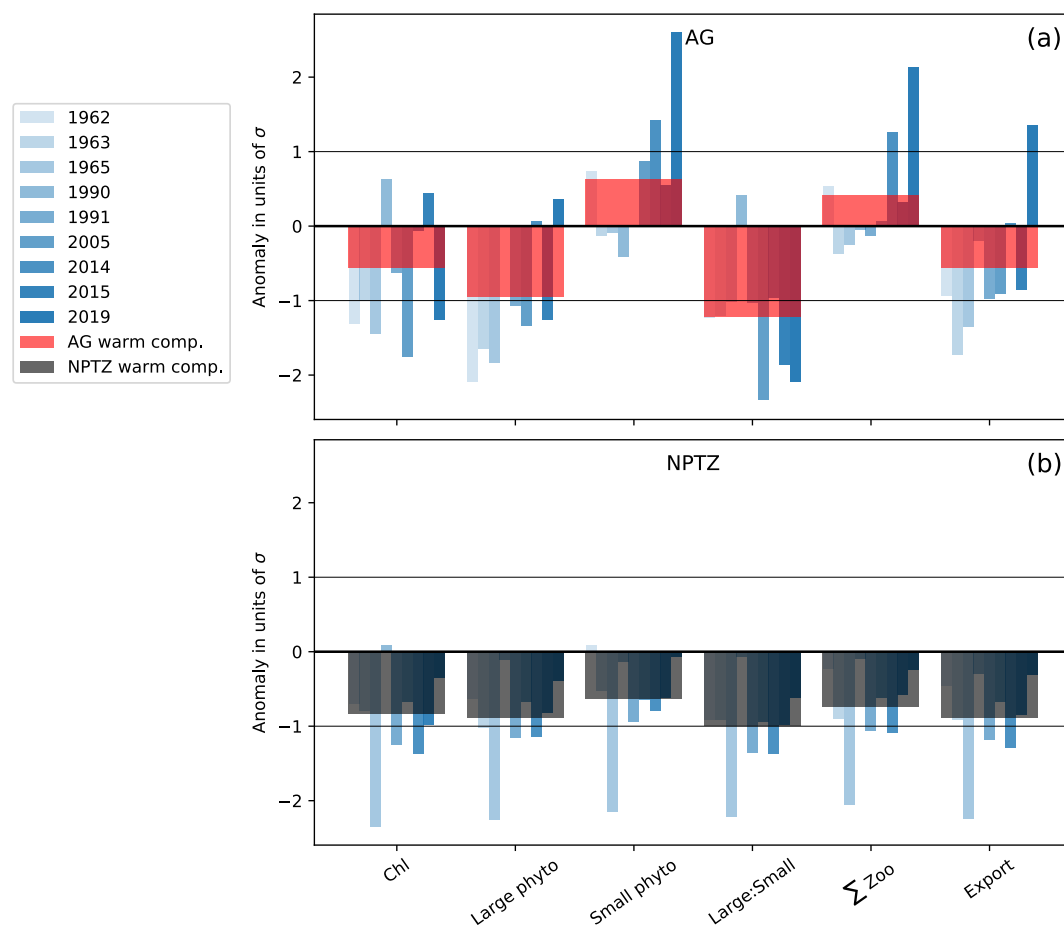 AG
(a)
1962
1963
1965
1990
1991
2005
2014
2015
2019
AG warm comp.
NPTZ warm comp.
Anomaly in units of σ
2
1
0
−1
−2
NPTZ
(b)
Anomaly in units of σ
2
1
0
−1
−2
Chl
Large phyto
Small phyto
Large:Small
∑ Zoo
Export